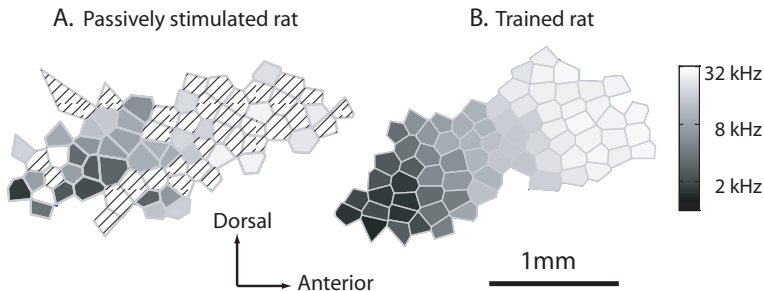 A. Passively stimulated rat
B. Trained rat
32 kHz
8 kHz
2 kHz
Dorsal
Anterior
1mm